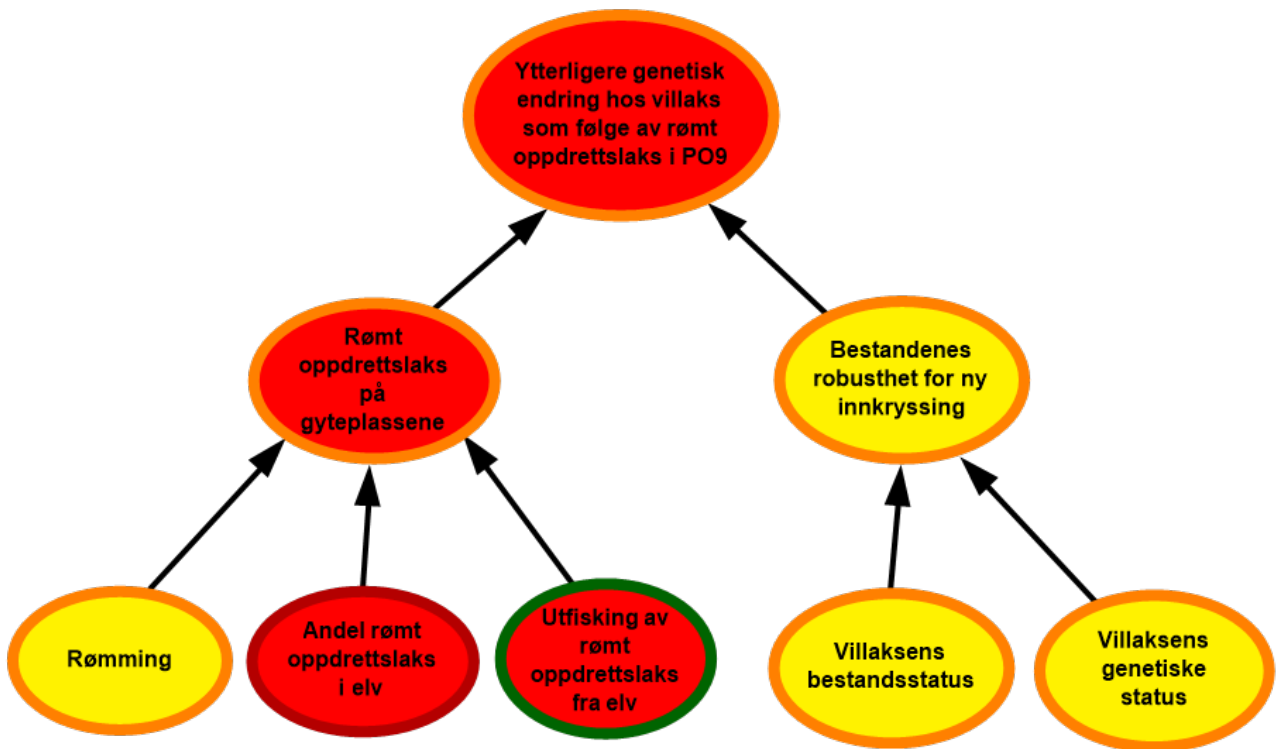 Ytterligere genetisk
endring hos villaks
som følge av rømt
oppdrettslaks i PO9
Rømt
oppdrettslaks
på
gyteplassene
Bestandenes
robusthet for ny
innkryssing
Rømming
Andel rømt
oppdrettslaks
i elv
Utfisking av
rømt
oppdrettslaks
fra elv
Villaksens
bestandsstatus
Villaksens
genetiske
status